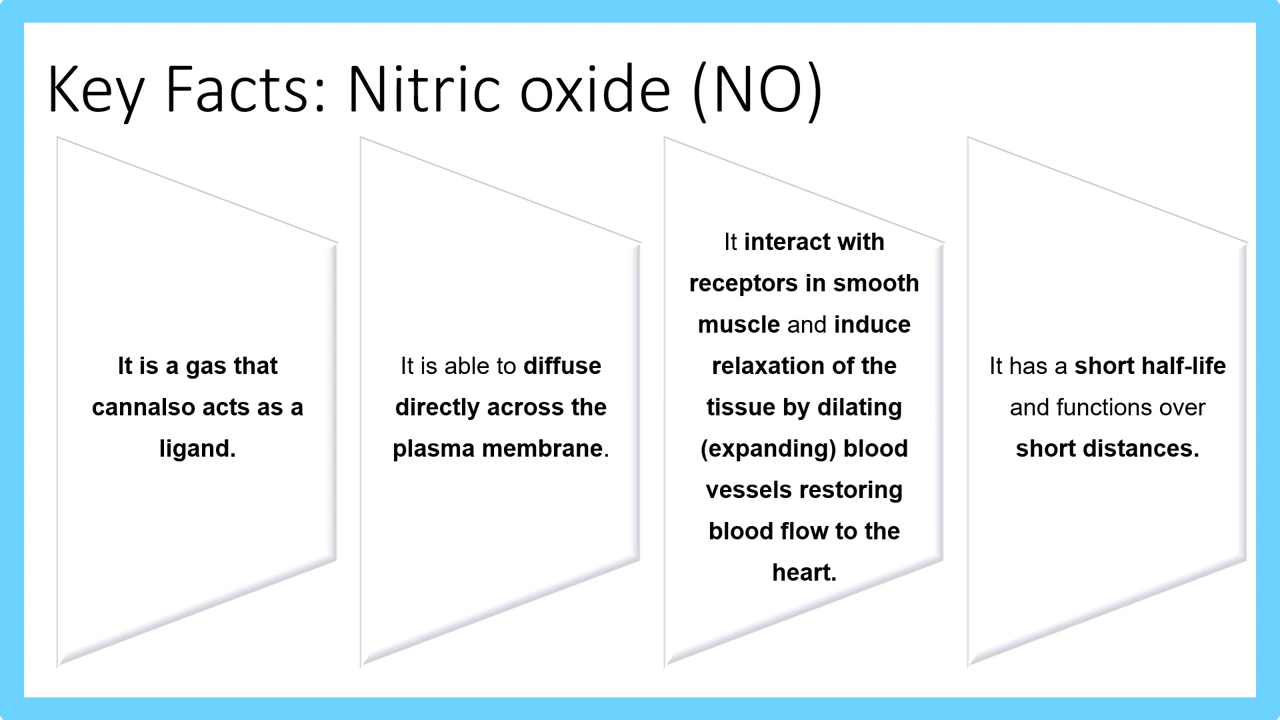 Key Facts: Nitric oxide (NO)
It is a gas that
cannalso acts as a
ligand.
It is able to diffuse
directly across the
plasma membrane.
It interact with
receptors in smooth
muscle and induce
relaxation of the
tissue by dilating
(expanding) blood
vessels restoring
blood flow to the
heart.
It has a short half-life
and functions over
short distances.